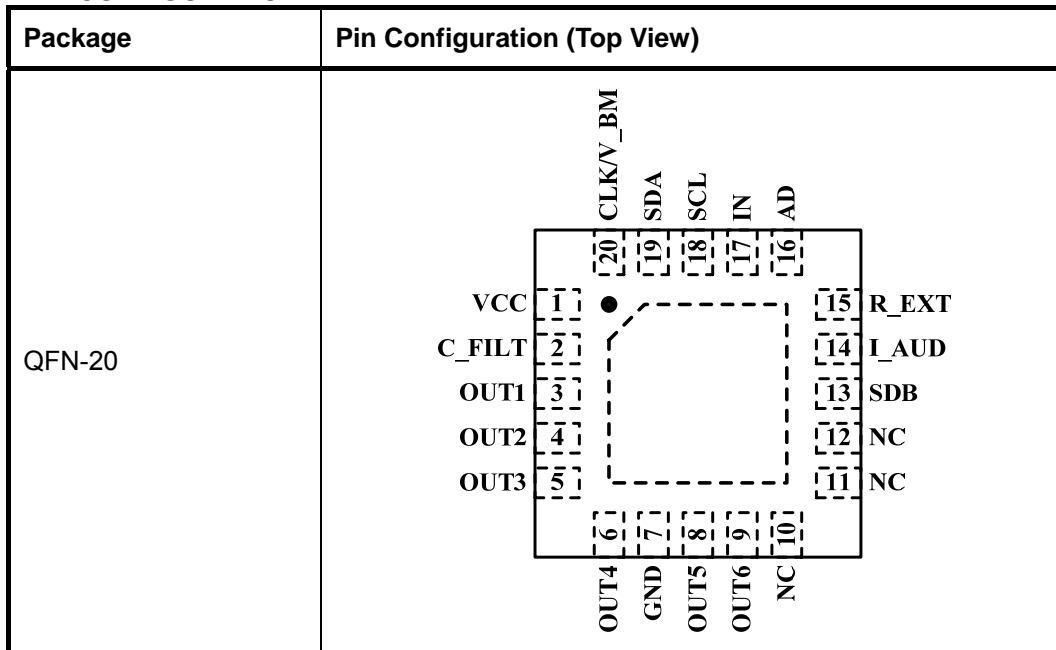 Package
Pin Configuration (Top View)
QFN-20
CLK/V_BM
SDA
SCL
IN
AD
20
19
18
17
16
VCC 1
15 R_EXT
C_FILT 2
14 I_AUD
OUT1 3
13 SDB
OUT2 4
12 NC
OUT3 5
11 NC
6
7
8
9
10
OUT4
GND
OUT5
OUT6
NC